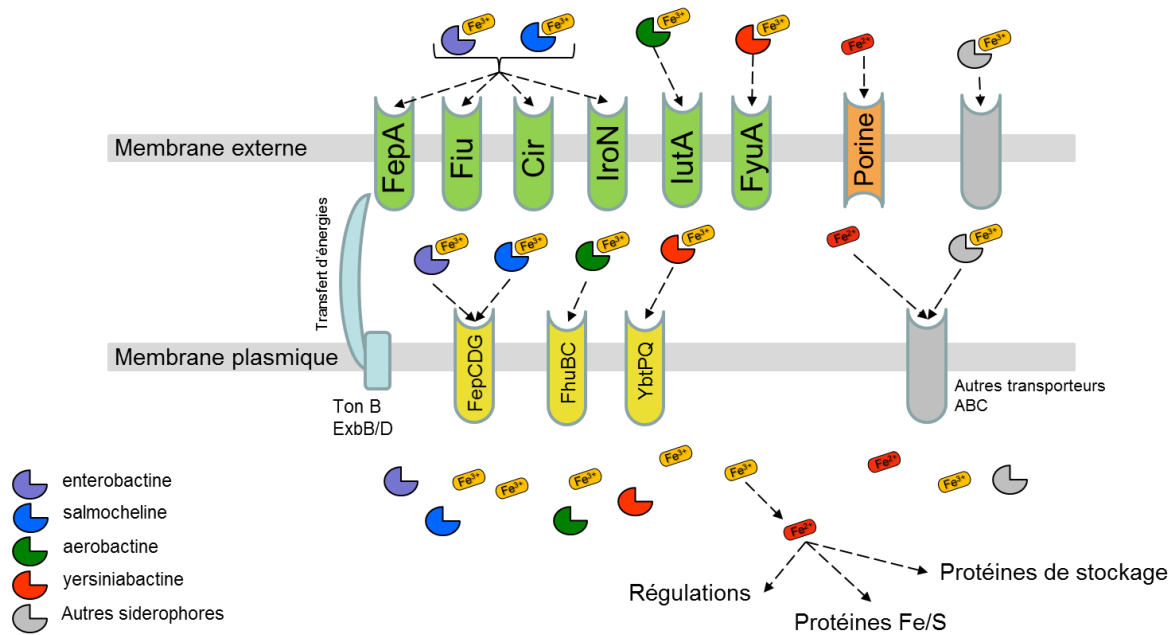 Fe³⁺
Fe³⁺
Fe³⁺
Fe³⁺
Fe²⁺
Fe³⁺
Membrane externe
FepA
Fiu
Cir
IroN
IutA
FyuA
Porine
Transfert d'énergies
Fe³⁺
Fe³⁺
Fe³⁺
Fe³⁺
Fe²⁺
Fe³⁺
Membrane plasmique
FepCDG
FhuBC
YbtPQ
Autres transporteurs
ABC
Ton B
ExbB/D
Fe³⁺
Fe³⁺
Fe³⁺
Fe³⁺
Fe³⁺
Fe²⁺
Fe³⁺
Fe²⁺
enterobactine
salmocheline
aerobactine
yersiniabactine
Autres siderophores
Régulations
Protéines Fe/S
Protéines de stockage